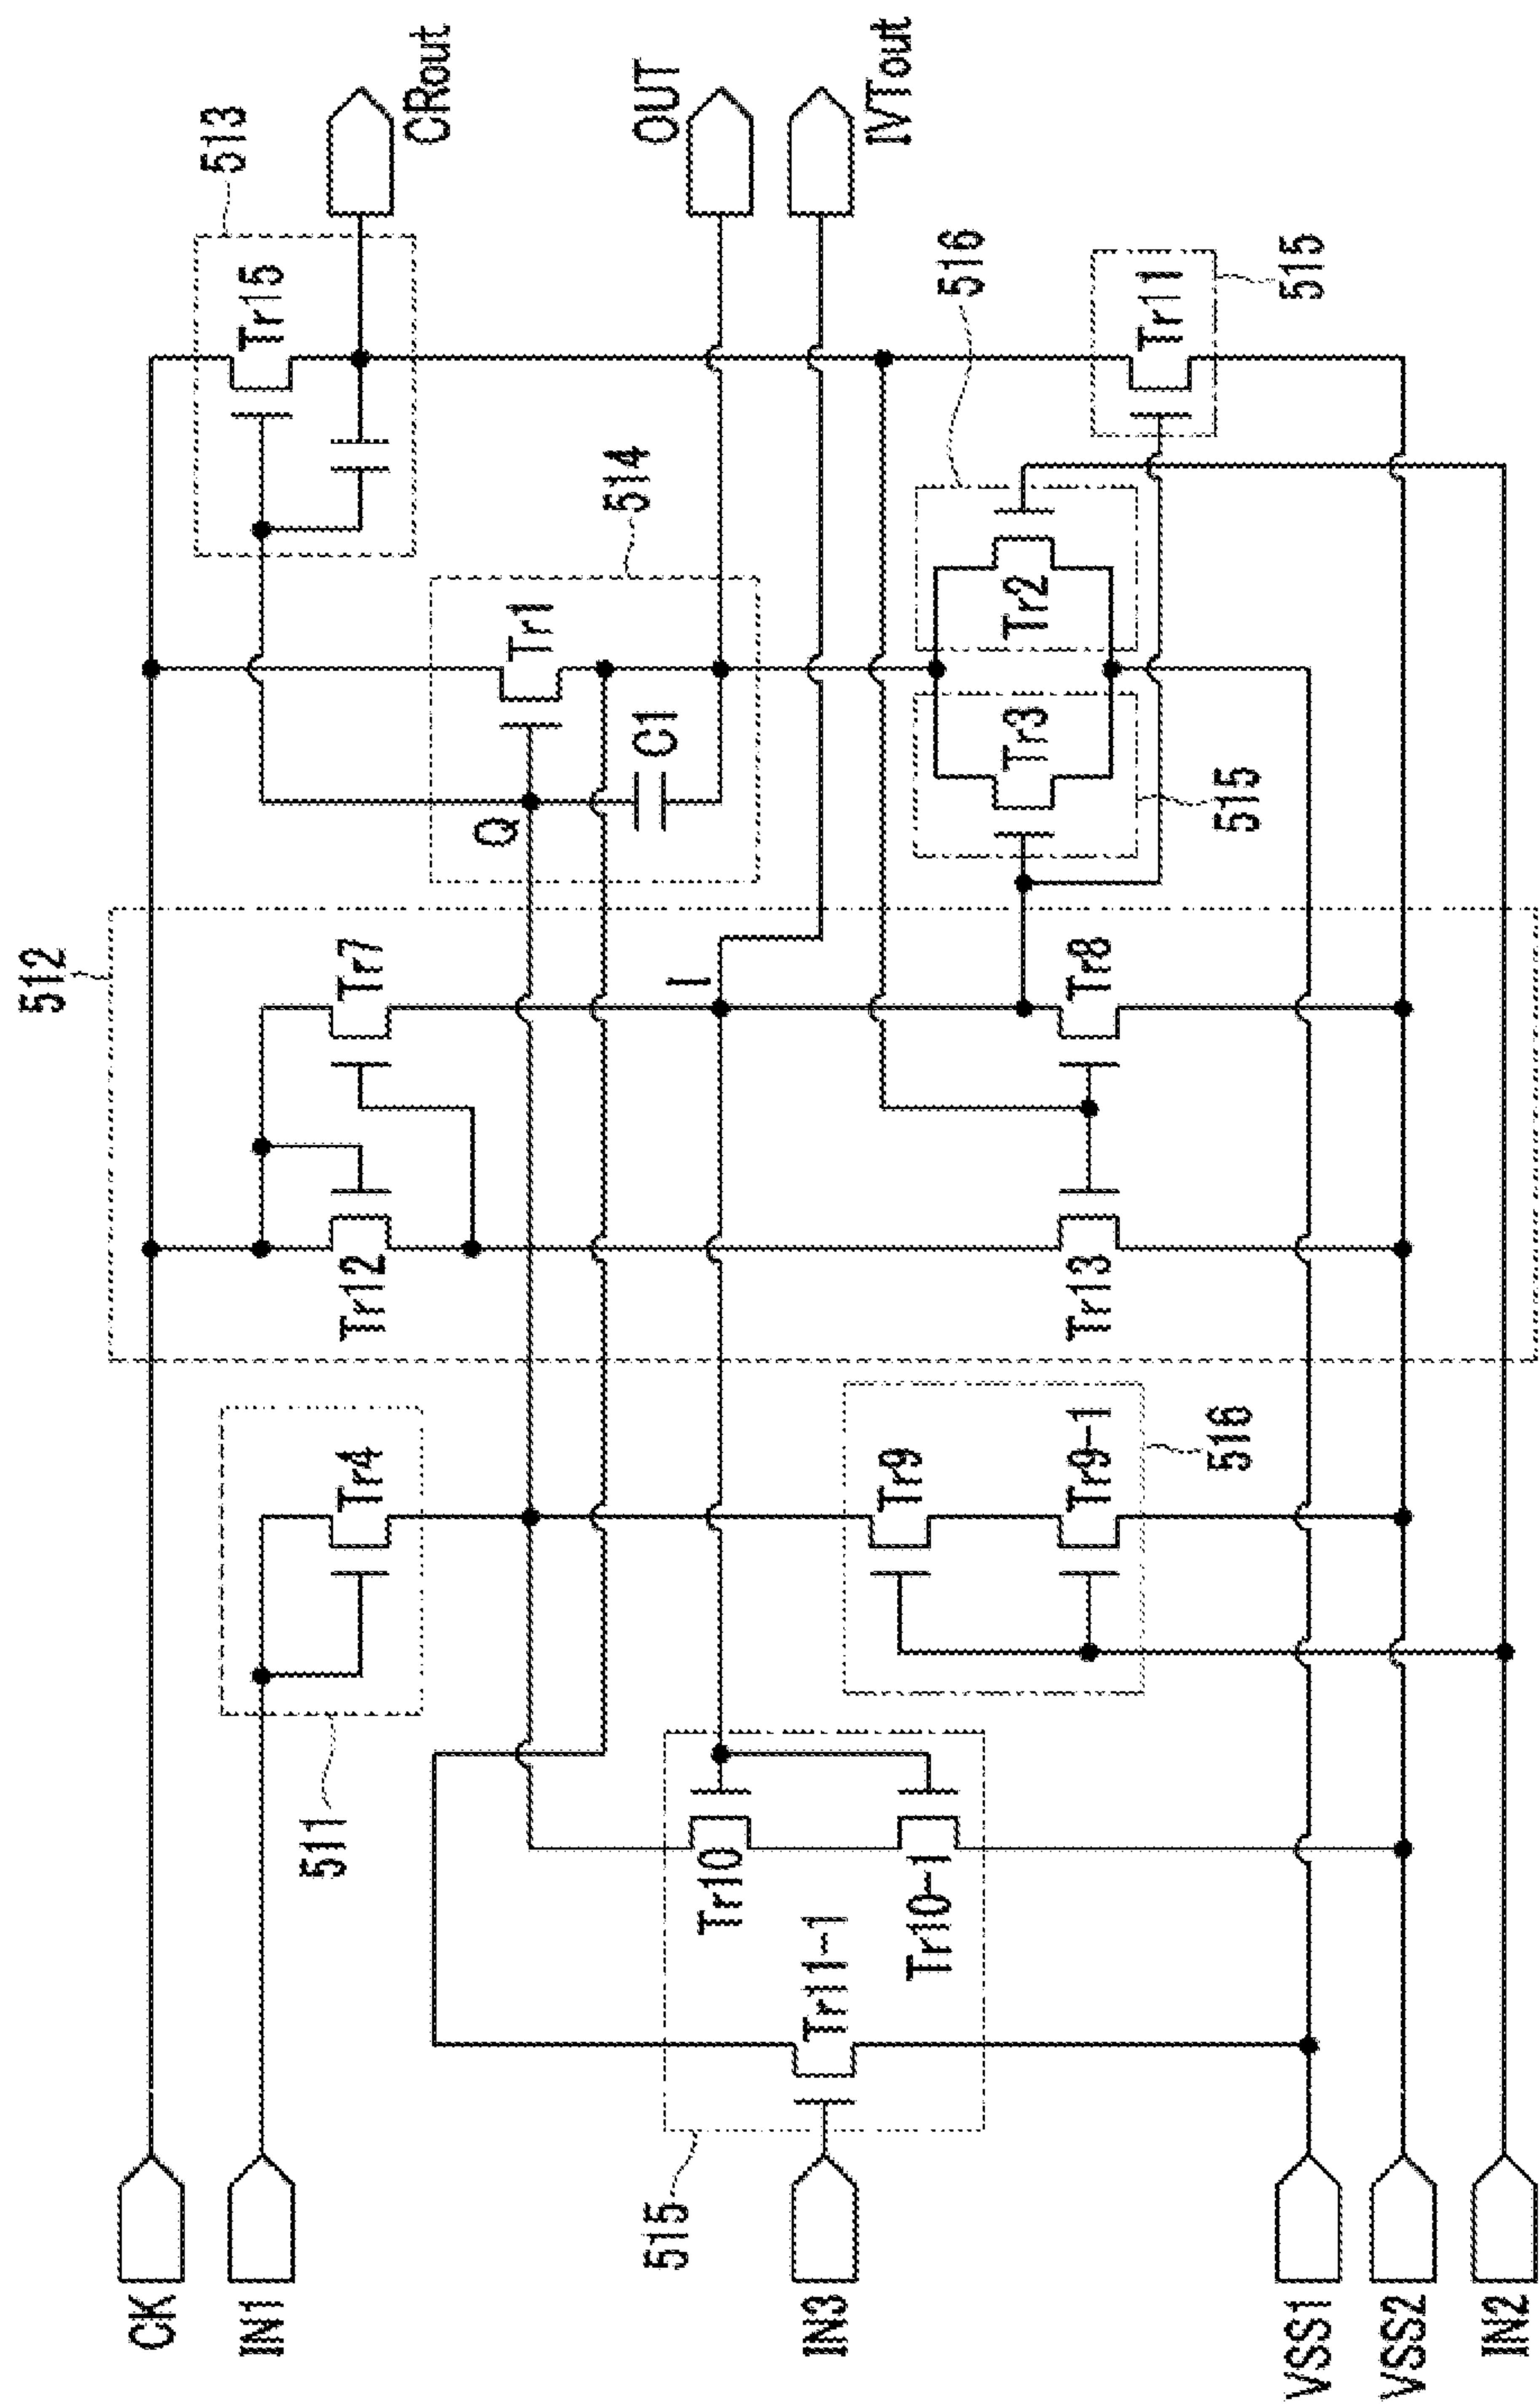 CK
IN1
IN3
VSS1
VSS2
IN2
511
512
513
514
515
515
515
516
516
Tr4
Tr12
Tr7
Tr15
Tr1
C1
Q
I
Tr10
Tr10-1
Tr11-1
Tr9
Tr9-1
Tr13
Tr8
Tr3
Tr2
Tr11
CRout
OUT
IVTout